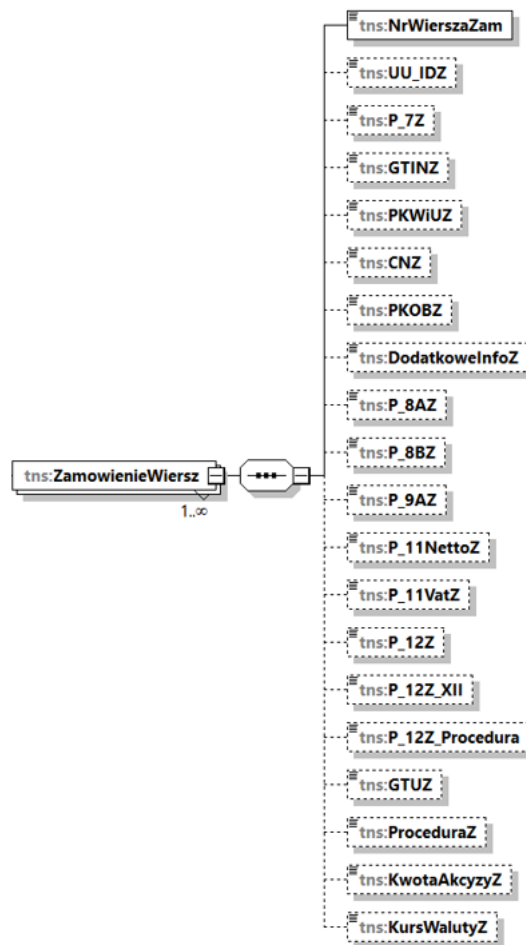 tns:NrWierszaZam
tns:UU_IDZ
tns:P_7Z
tns:GTINZ
tns:PKWiUZ
tns:CNZ
tns:PKOBZ
tns:DodatkoweInfoZ
tns:P_8AZ
tns:P_8BZ
tns:ZamowienieWiersz
1..∞
tns:P_9AZ
tns:P_11NettoZ
tns:P_11VatZ
tns:P_12Z
tns:P_12Z_XII
tns:P_12Z_Procedura
tns:GTUZ
tns:ProceduraZ
tns:KwotaAkcyzyZ
tns:KursWalutyZ